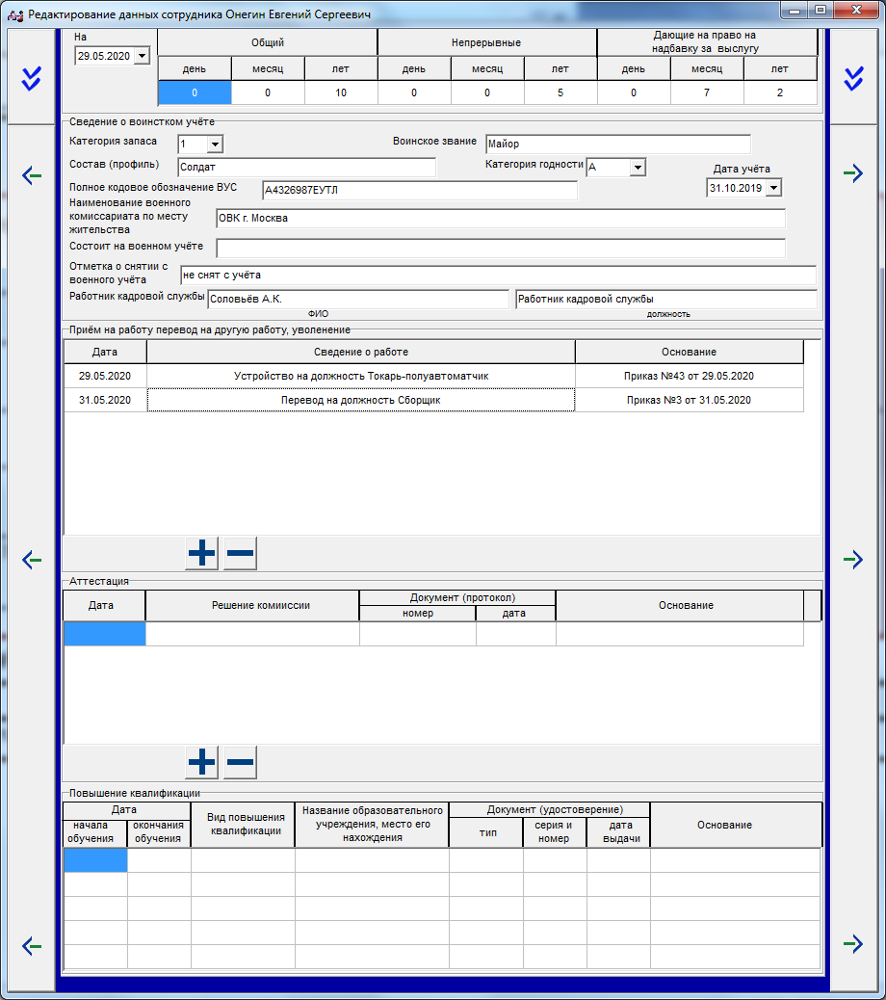 Редактирование данных сотрудника Онегин Евгений Сергеевич
На
29.05.2020
Общий
Непрерывные
Дающие на право на
надбавку за выслугу
день
месяц
лет
день
месяц
лет
день
месяц
лет
0
0
10
0
0
5
0
7
2
Сведение о воинстком учёте
Категория запаса
1
Воинское звание
Майор
Состав (профиль)
Солдат
Категория годности
А
Дата учёта
31.10.2019
Полное кодовое обозначение ВУС
А4326987ЕУТЛ
Наименование военного
комиссариата по месту
жительства
ОВК г. Москва
Состоит на военном учёте
Отметка о снятии с
военного учёта
не снят с учёта
Работник кадровой службы
Соловьёв А.К.
Работник кадровой службы
ФИО
должность
Приём на работу перевод на другую работу, уволенение
Дата
Сведение о работе
Основание
29.05.2020
Устройство на должность Токарь-полуавтоматчик
Приказ №43 от 29.05.2020
31.05.2020
Перевод на должность Сборщик
Приказ №3 от 31.05.2020
Аттестация
Дата
Решение комииссии
Документ (протокол)
номер
дата
Основание
Повышение квалификации
Дата
начала
обучения
окончания
обучения
Вид повышения
квалификации
Название образовательного
учреждения, место его
нахождения
Документ (удостоверение)
тип
серия и
номер
дата
выдачи
Основание